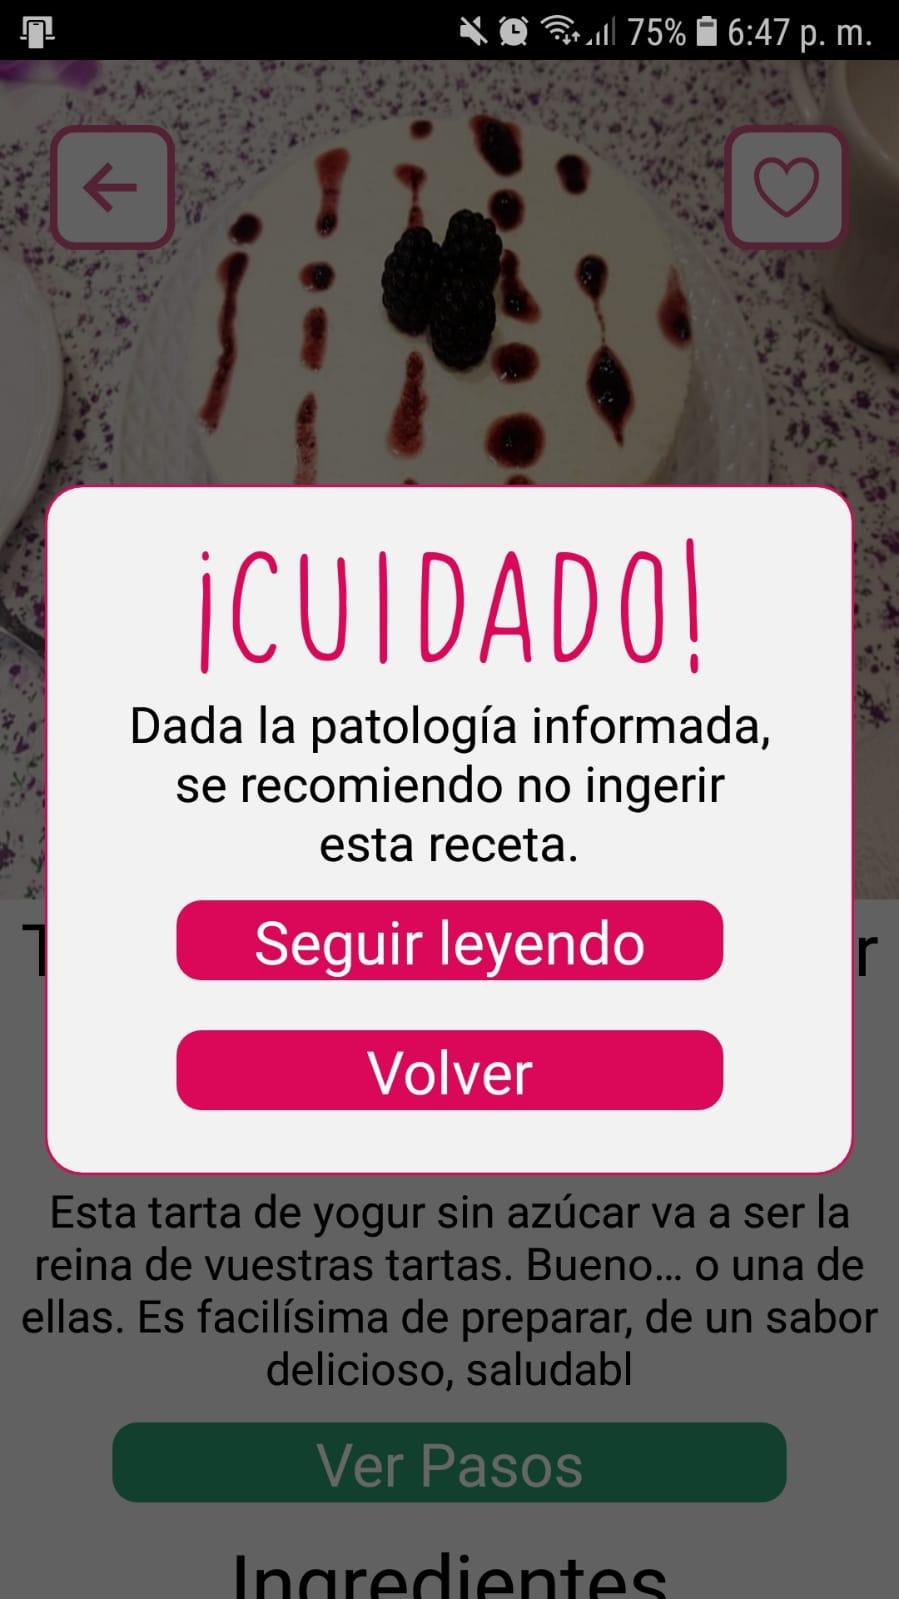 75% 6:47 p. m.
¡CUIDADO!
Dada la patología informada,
se recomiendo no ingerir
esta receta.
Seguir leyendo
Volver
Esta tarta de yogur sin azúcar va a ser la
reina de vuestras tartas. Bueno... o una de
ellas. Es facilísima de preparar, de un sabor
delicioso, saludabl
Ver Pasos
Ingredientes